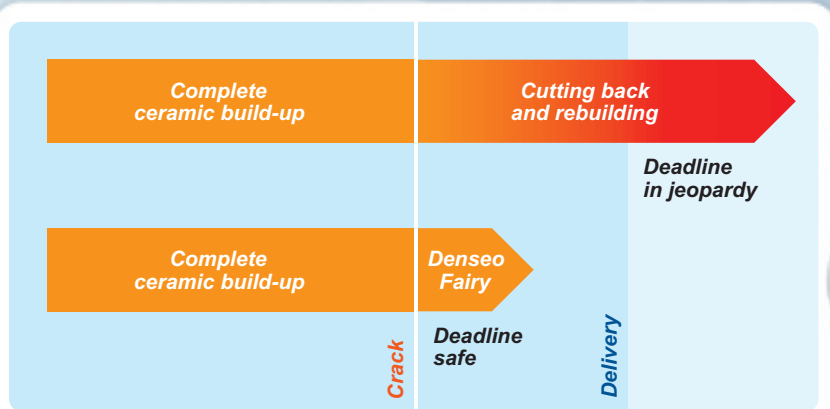 Complete
ceramic build-up
Cutting back
and rebuilding
Deadline
in jeopardy
Complete
ceramic build-up
Denseo
Fairy
Deadline
safe
Crack
Delivery